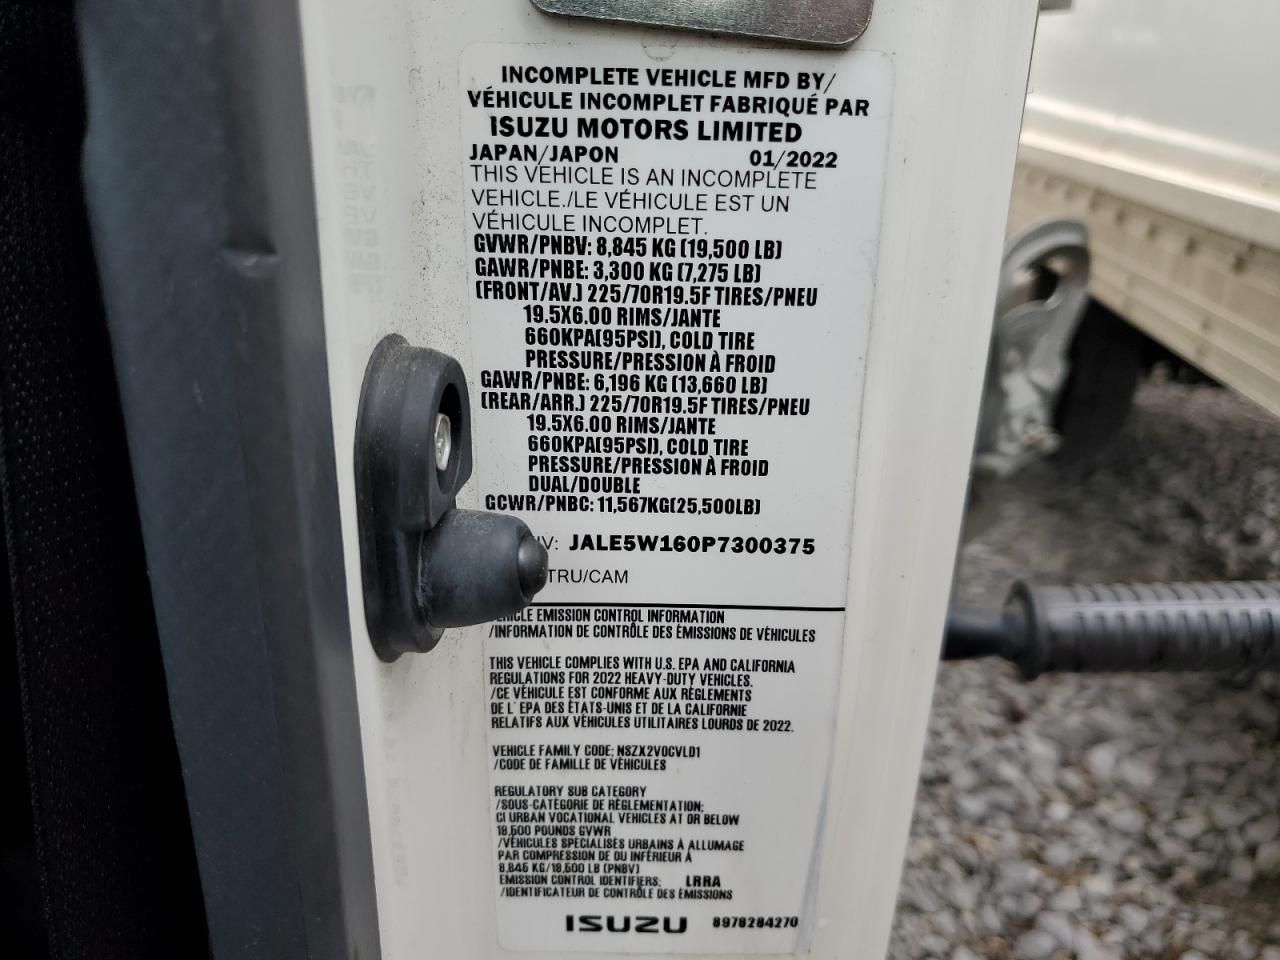 INCOMPLETE VEHICLE MFD BY/
VÉHICULE INCOMPLET FABRIQUÉ PAR
ISUZU MOTORS LIMITED
JAPAN/JAPON 01/2022
THIS VEHICLE IS AN INCOMPLETE
VEHICLE./LE VÉHICULE EST UN
VÉHICULE INCOMPLET.
GVWR/PNBV: 8,845 KG (19,500 LB)
GAWR/PNBE: 3,300 KG (7,275 LB)
(FRONT/AV.) 225/70R19.5F TIRES/PNEU
19.5X6.00 RIMS/JANTE
660KPA(95PSI), COLD TIRE
PRESSURE/PRESSION À FROID
GAWR/PNBE: 6,196 KG (13,660 LB)
(REAR/ARR.) 225/70R19.5F TIRES/PNEU
19.5X6.00 RIMS/JANTE
660KPA(95PSI), COLD TIRE
PRESSURE/PRESSION À FROID
DUAL/DOUBLE
GCWR/PNBC: 11,567KG(25,500LB)
IV: JALE5W160P7300375
TRU/CAM
VEHICLE EMISSION CONTROL INFORMATION
/INFORMATION DE CONTRÔLE DES ÉMISSIONS DE VÉHICULES
THIS VEHICLE COMPLIES WITH U.S. EPA AND CALIFORNIA
REGULATIONS FOR 2022 HEAVY-DUTY VEHICLES.
/CE VÉHICULE EST CONFORME AUX RÈGLEMENTS
DE L' EPA DES ÉTATS-UNIS ET DE LA CALIFORNIE
RELATIFS AUX VÉHICULES UTILITAIRES LOURDS DE 2022.
VEHICLE FAMILY CODE: NSZX2VOCVLD1
/CODE DE FAMILLE DE VÉHICULES
REGULATORY SUB CATEGORY
/SOUS-CATÉGORIE DE RÉGLEMENTATION:
CI URBAN VOCATIONAL VEHICLES AT OR BELOW
19,500 POUNDS GVWR
/VÉHICULES SPÉCIALISÉS URBAINS À ALLUMAGE
PAR COMPRESSION DE OU INFÉRIEUR À
8,845 KG/19,500 LB (PNBV)
EMISSION CONTROL IDENTIFIERS: LRRA
/IDENTIFICATEUR DE CONTRÔLE DES ÉMISSIONS
ISUZU 8978284270